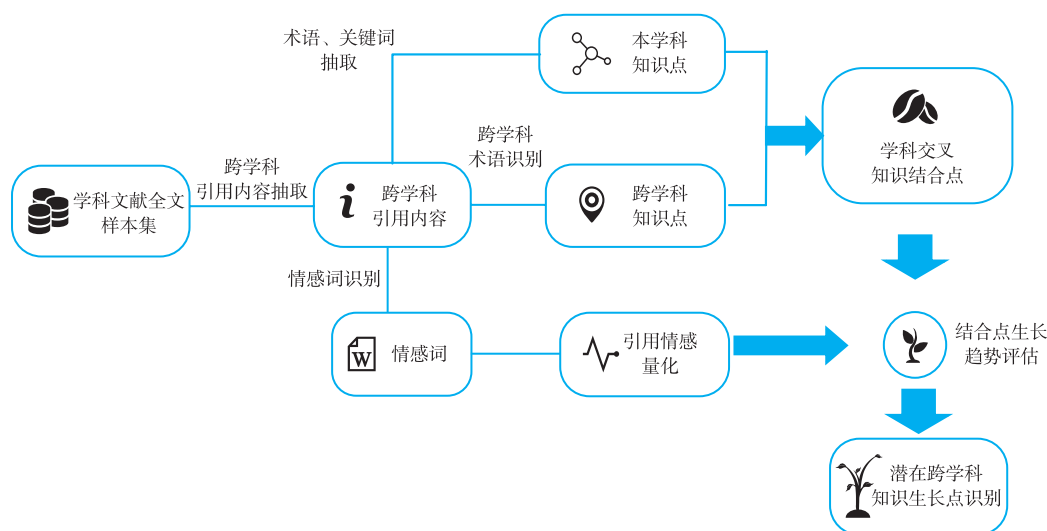 术语、关键词
抽取
本学科
知识点
学科交叉
知识结合点
跨学科
术语识别
跨学科
引用内容抽取
学科文献全文
样本集
跨学科
引用内容
跨学科
知识点
情感词识别
情感词
引用情感
量化
结合点生长
趋势评估
潜在跨学科
知识生长点识别